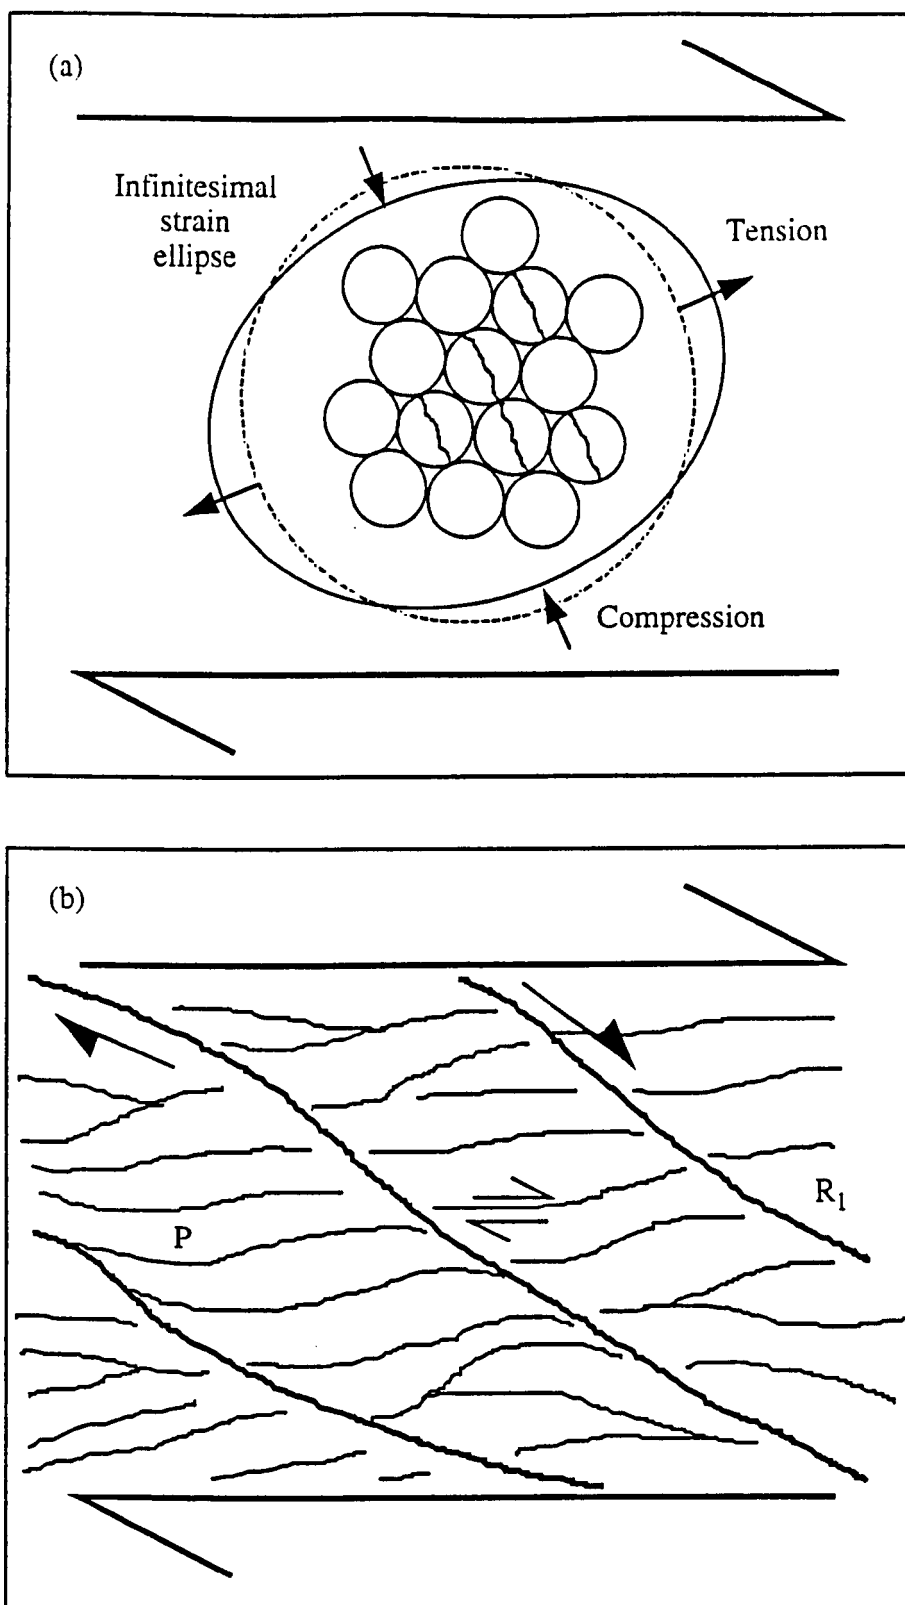 (a)
Infinitesimal
strain
ellipse
Tension
Compression
(b)
P
R₁